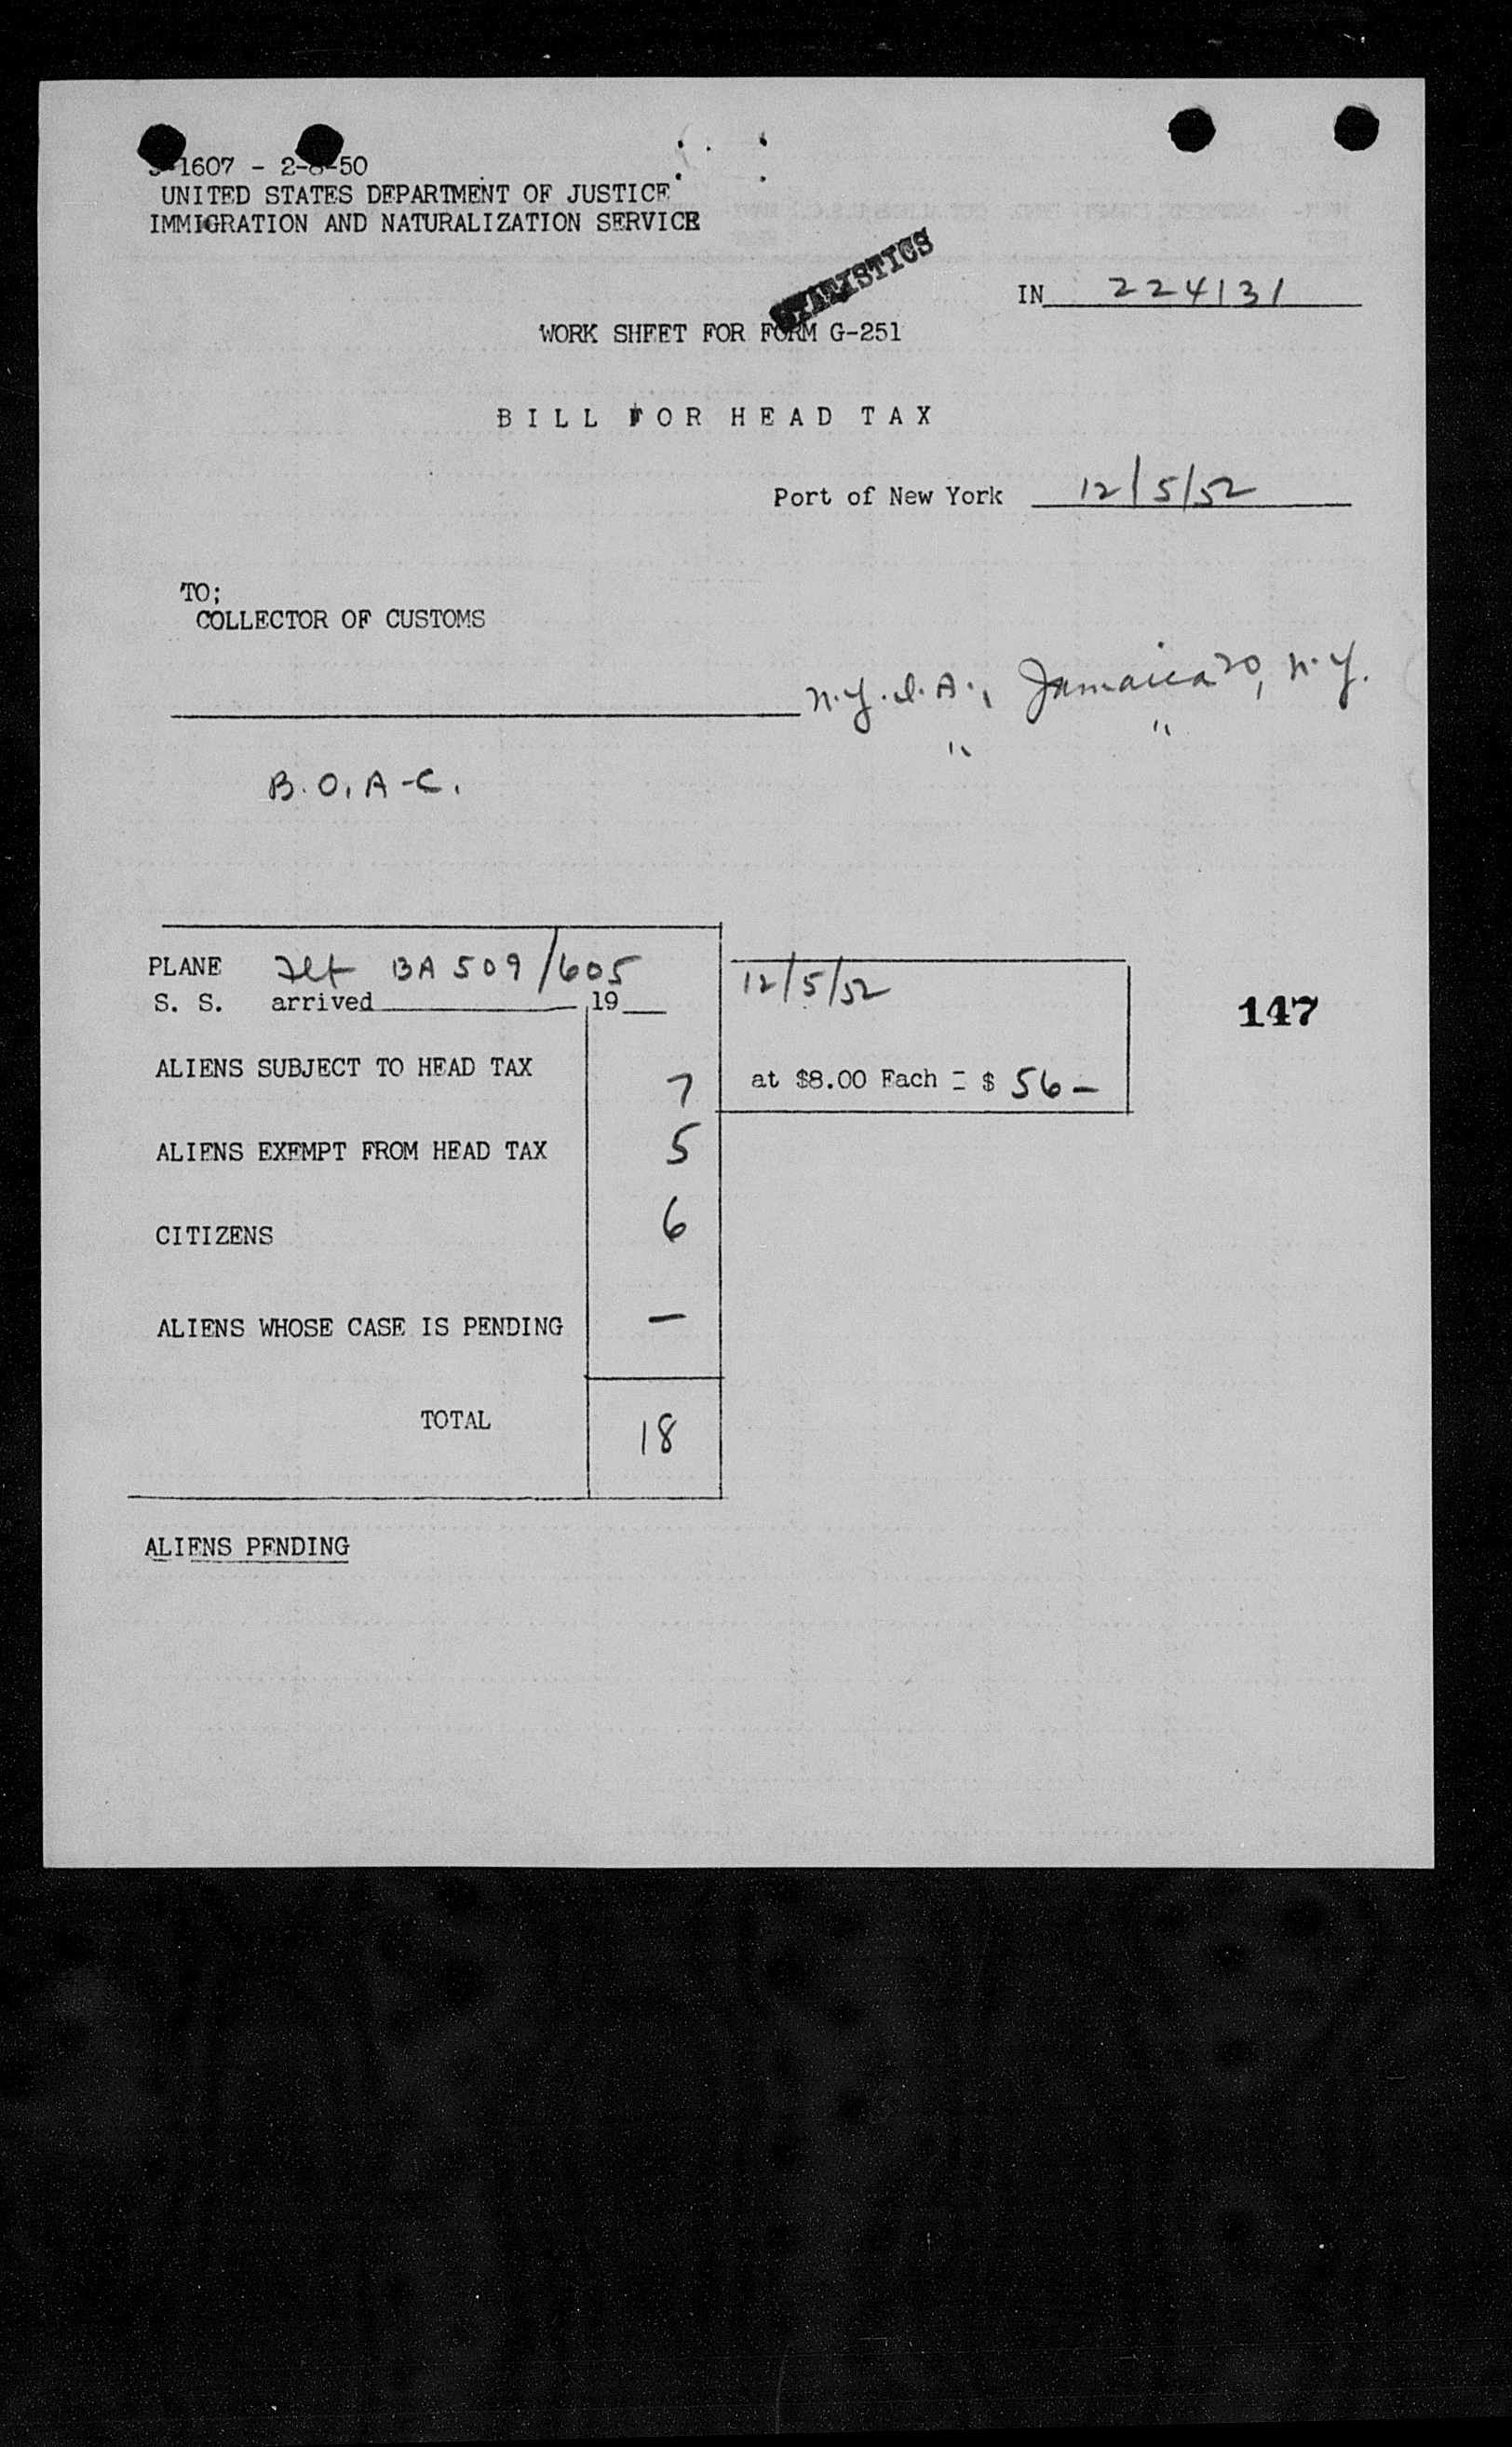 1607 - 2-8-50
UNITED STATES DEPARTMENT OF JUSTICE
IMMIGRATION AND NATURALIZATION SERVICE
STATISTICS
IN 224131
WORK SHEET FOR FORM G-251
BILL FOR HEAD TAX
Port of New York 12/5/52
TO;
COLLECTOR OF CUSTOMS
N.Y.I.A., Jamaica 20, N.Y.
" "
B.O.A.C.
PLANE Flt BA 509/605
S. S. arrived 19
12/5/52
147
ALIENS SUBJECT TO HEAD TAX 7 at $8.00 Each = $ 56 —
ALIENS EXEMPT FROM HEAD TAX 5
CITIZENS 6
ALIENS WHOSE CASE IS PENDING —
TOTAL 18
ALIENS PENDING